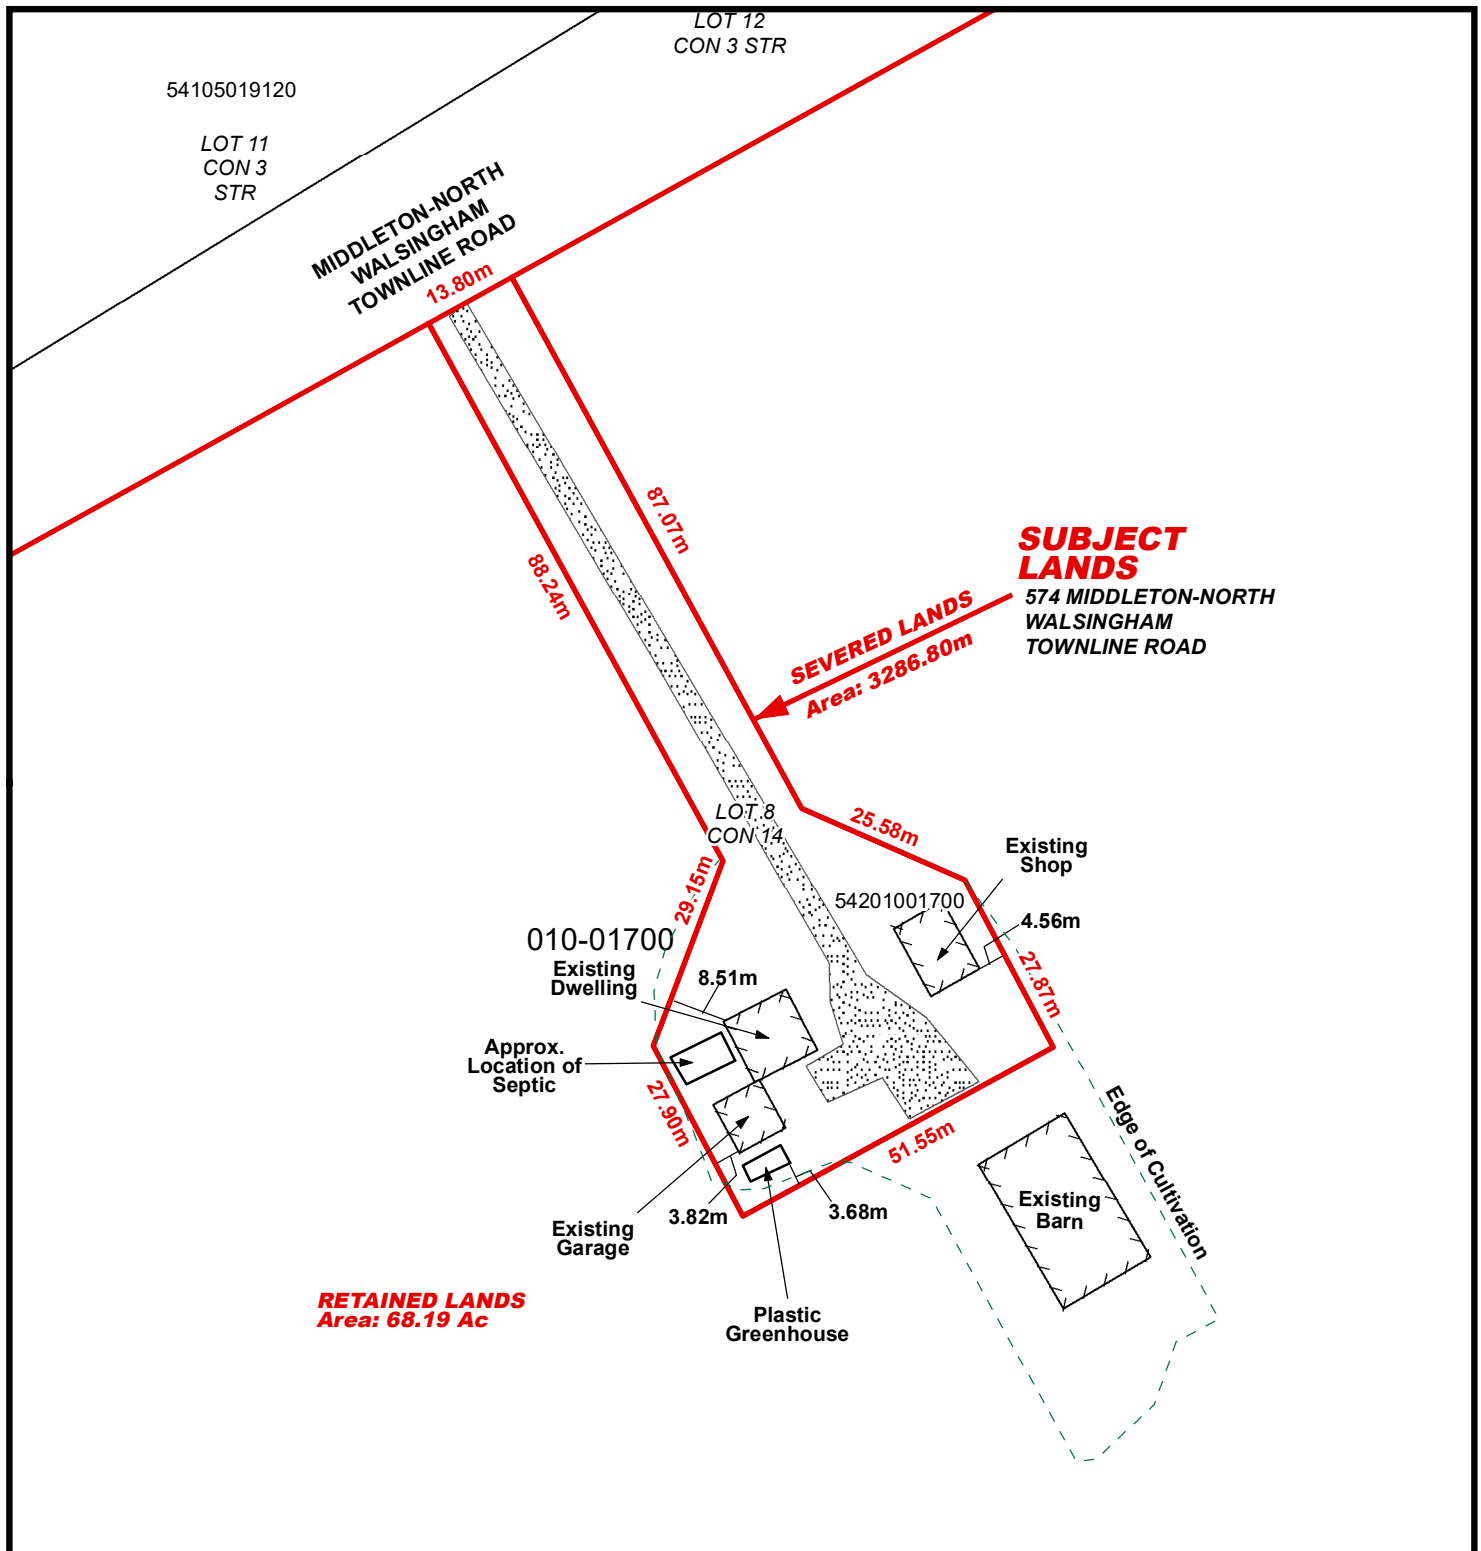 LOT 12
CON 3 STR
54105019120
LOT 11
CON 3
STR
MIDDLETON-NORTH
WALSINGHAM
TOWNLINE ROAD
13.80m
87.07m
88.24m
SUBJECT
LANDS
574 MIDDLETON-NORTH
WALSINGHAM
TOWNLINE ROAD
SEVERED LANDS
Area: 3286.80m
LOT 8
CON 14
25.58m
Existing
Shop
29.15m
54201001700
4.56m
010-01700
Existing
Dwelling
8.51m
27.87m
Approx.
Location of
Septic
27.90m
51.55m
Edge of Cultivation
Existing
Barn
3.82m
3.68m
Existing
Garage
RETAINED LANDS
Area: 68.19 Ac
Plastic
Greenhouse